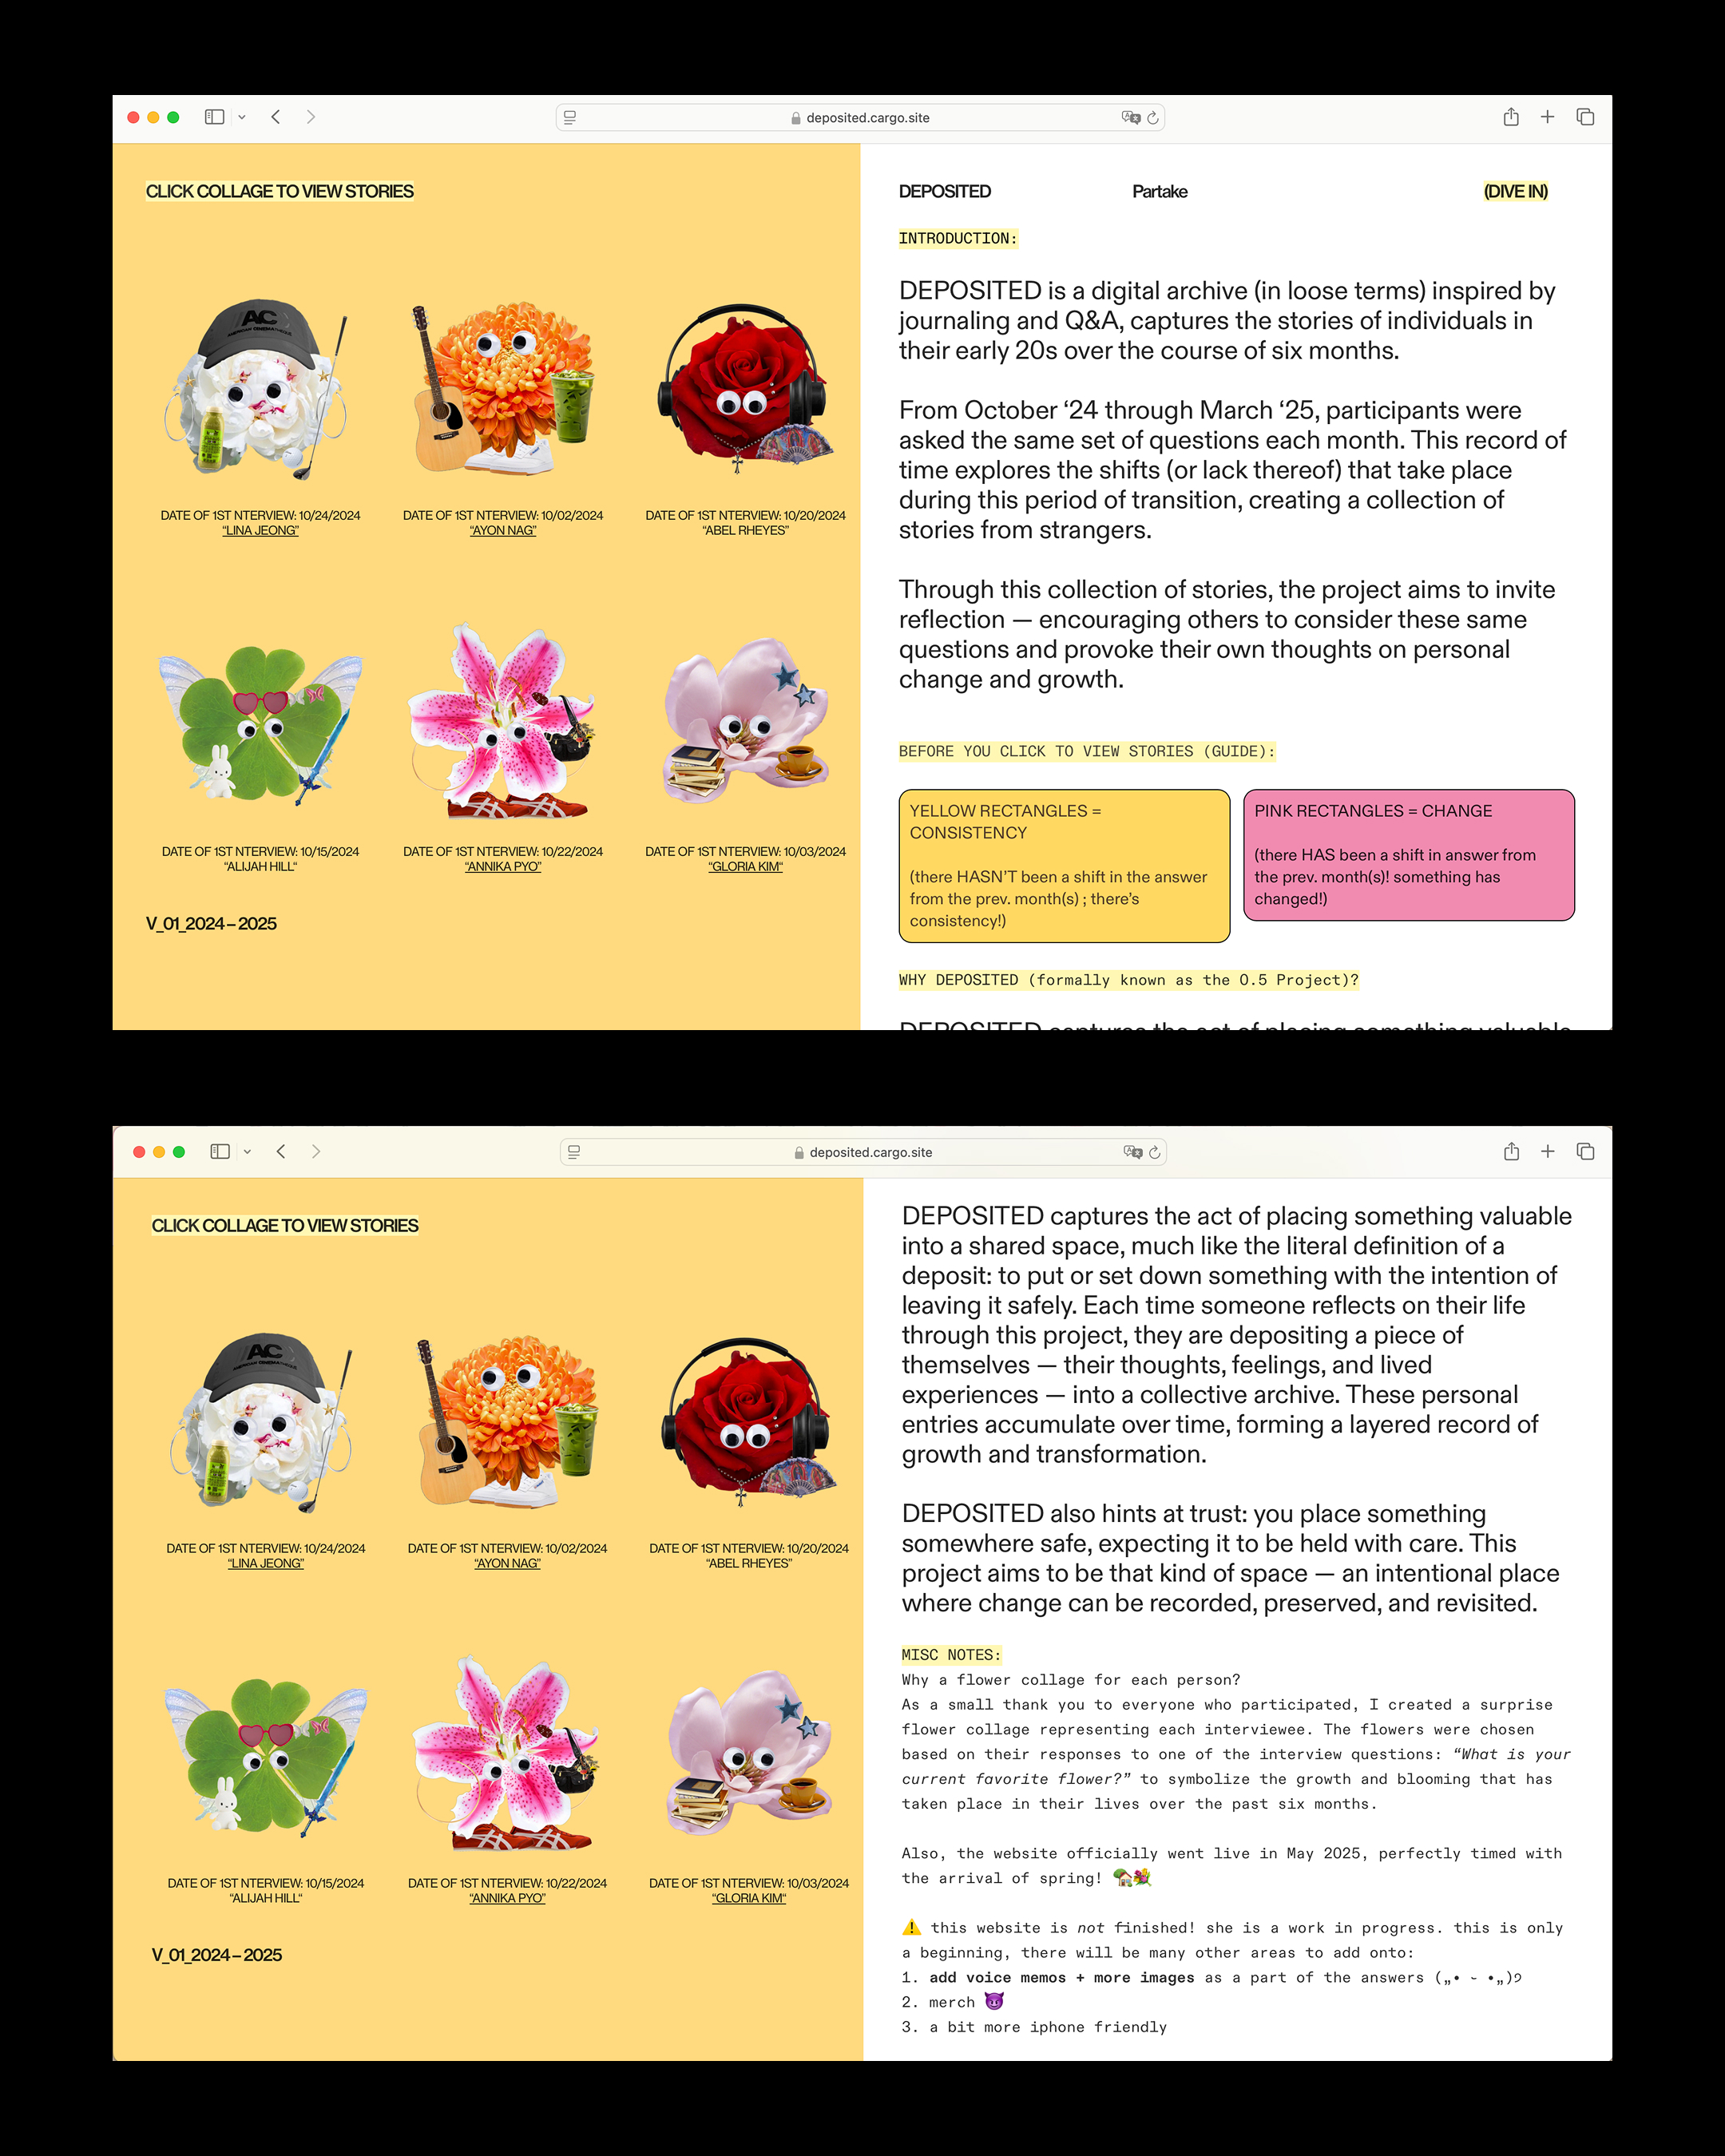 deposited.cargo.site
CLICK COLLAGE TO VIEW STORIES
AC
AMERICAN CINEMATHEQUE
DATE OF 1ST NTERVIEW: 10/24/2024
“LINA JEONG”
DATE OF 1ST NTERVIEW: 10/02/2024
“AYON NAG”
DATE OF 1ST NTERVIEW: 10/20/2024
“ABEL RHEYES”
DATE OF 1ST NTERVIEW: 10/15/2024
“ALIJAH HILL“
DATE OF 1ST NTERVIEW: 10/22/2024
“ANNIKA PYO”
DATE OF 1ST NTERVIEW: 10/03/2024
“GLORIA KIM“
V_01_2024–2025
DEPOSITED
Partake
(DIVE IN)
INTRODUCTION:
DEPOSITED is a digital archive (in loose terms) inspired by
journaling and Q&A, captures the stories of individuals in
their early 20s over the course of six months.
From October ‘24 through March ‘25, participants were
asked the same set of questions each month. This record of
time explores the shifts (or lack thereof) that take place
during this period of transition, creating a collection of
stories from strangers.
Through this collection of stories, the project aims to invite
reflection — encouraging others to consider these same
questions and provoke their own thoughts on personal
change and growth.
BEFORE YOU CLICK TO VIEW STORIES (GUIDE):
YELLOW RECTANGLES =
CONSISTENCY
(there HASN’T been a shift in the answer
from the prev. month(s) ; there’s
consistency!)
PINK RECTANGLES = CHANGE
(there HAS been a shift in answer from
the prev. month(s)! something has
changed!)
WHY DEPOSITED (formally known as the 0.5 Project)?
DEPOSITED captures the act of placing something valuable
deposited.cargo.site
CLICK COLLAGE TO VIEW STORIES
AC
AMERICAN CINEMATHEQUE
DATE OF 1ST NTERVIEW: 10/24/2024
“LINA JEONG”
DATE OF 1ST NTERVIEW: 10/02/2024
“AYON NAG”
DATE OF 1ST NTERVIEW: 10/20/2024
“ABEL RHEYES”
DATE OF 1ST NTERVIEW: 10/15/2024
“ALIJAH HILL“
DATE OF 1ST NTERVIEW: 10/22/2024
“ANNIKA PYO”
DATE OF 1ST NTERVIEW: 10/03/2024
“GLORIA KIM“
V_01_2024–2025
DEPOSITED captures the act of placing something valuable
into a shared space, much like the literal definition of a
deposit: to put or set down something with the intention of
leaving it safely. Each time someone reflects on their life
through this project, they are depositing a piece of
themselves — their thoughts, feelings, and lived
experiences — into a collective archive. These personal
entries accumulate over time, forming a layered record of
growth and transformation.
DEPOSITED also hints at trust: you place something
somewhere safe, expecting it to be held with care. This
project aims to be that kind of space — an intentional place
where change can be recorded, preserved, and revisited.
MISC NOTES:
Why a flower collage for each person?
As a small thank you to everyone who participated, I created a surprise
flower collage representing each interviewee. The flowers were chosen
based on their responses to one of the interview questions: “What is your
current favorite flower?” to symbolize the growth and blooming that has
taken place in their lives over the past six months.
Also, the website officially went live in May 2025, perfectly timed with
the arrival of spring! 🏡💐
⚠️ this website is not finished! she is a work in progress. this is only
a beginning, there will be many other areas to add onto:
1. add voice memos + more images as a part of the answers („• ᵕ •„)੭
2. merch 😈
3. a bit more iphone friendly